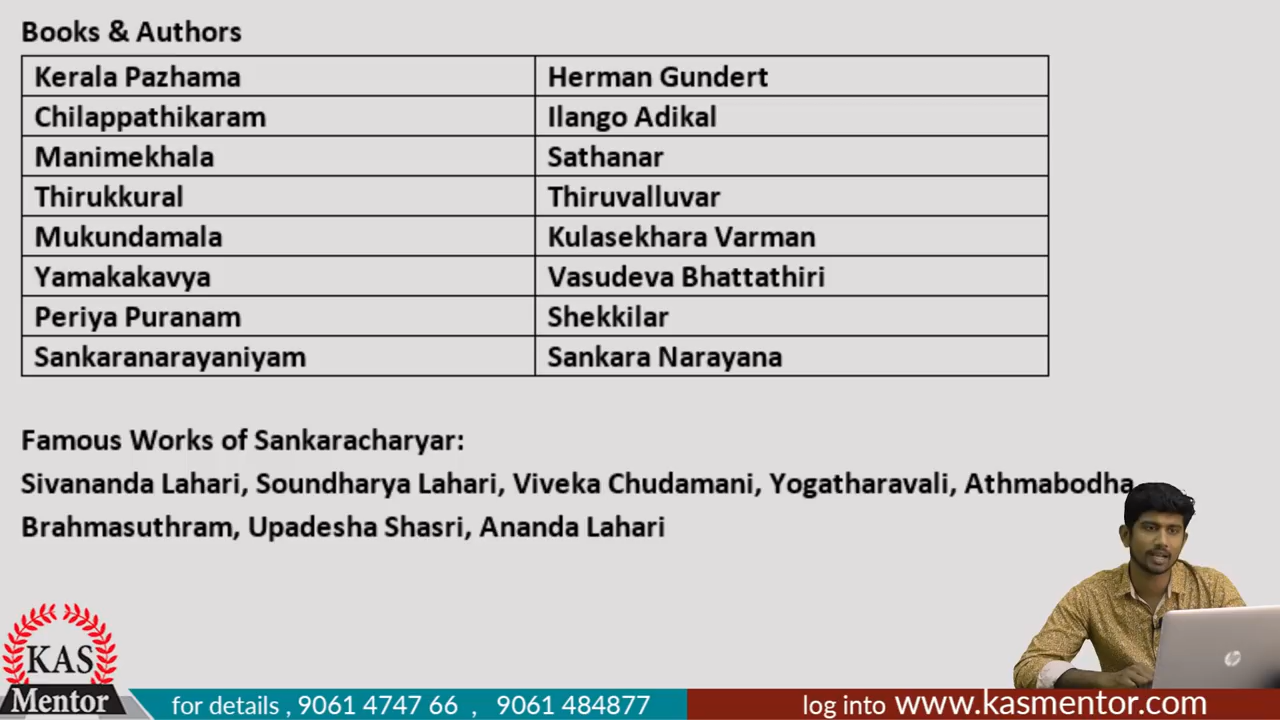 Books & Authors
Kerala Pazhama Herman Gundert
Chilappathikaram Ilango Adikal
Manimekhala Sathanar
Thirukkural Thiruvalluvar
Mukundamala Kulasekhara Varman
Yamakakavya Vasudeva Bhattathiri
Periya Puranam Shekkilar
Sankaranarayaniyam Sankara Narayana
Famous Works of Sankaracharyar:
Sivananda Lahari, Soundharya Lahari, Viveka Chudamani, Yogatharavali, Athmabodha
Brahmasuthram, Upadesha Shasri, Ananda Lahari
KAS
Mentor
for details , 9061 4747 66 , 9061 484877
log into www.kasmentor.com
hp